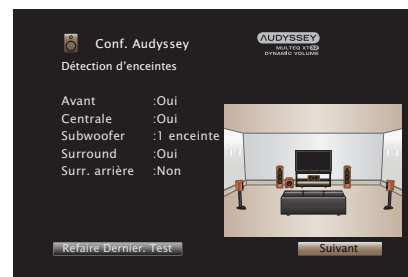 Conf. Audyssey
AUDYSSEY
MULTEQ XT32
DYNAMIC VOLUME
Détection d'enceintes
Avant :Oui
Centrale :Oui
Subwoofer :1 enceinte
Surround :Oui
Surr. arrière :Non
Refaire Dernier. Test
Suivant